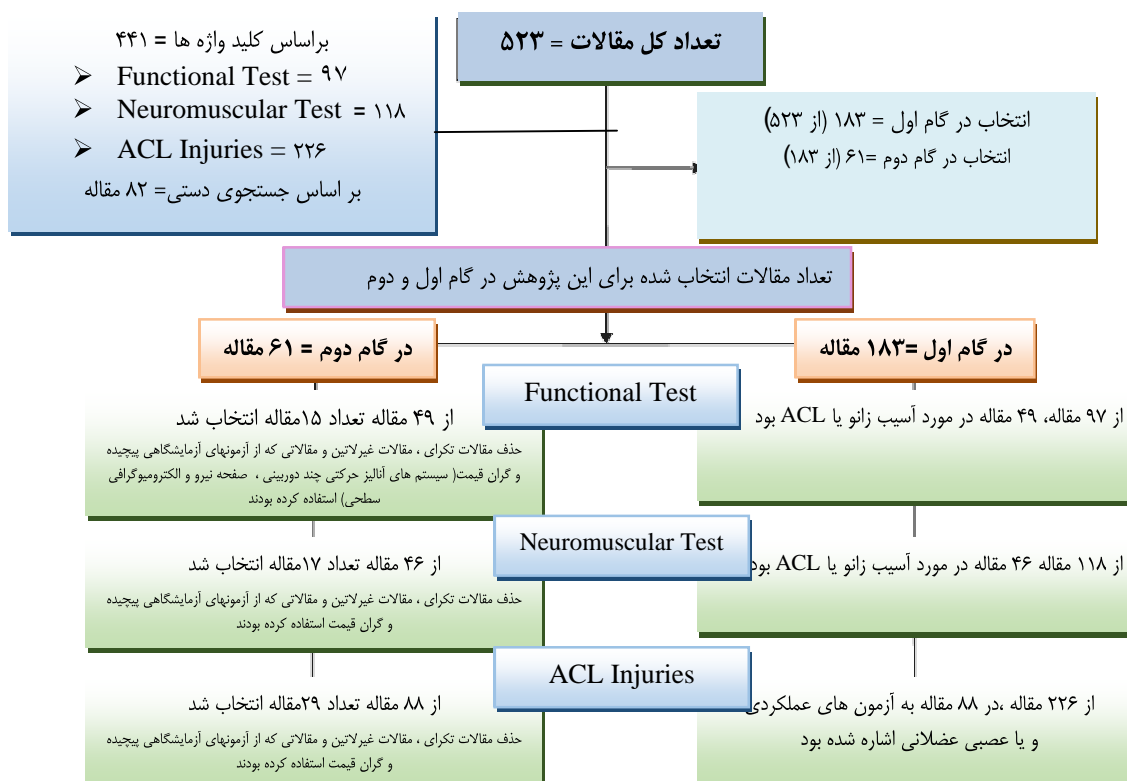 تعداد کل مقالات = ۵۲۳
براساس کلید واژه ها = ۴۴۱
➢ Functional Test = ۹۷
➢ Neuromuscular Test = ۱۱۸
➢ ACL Injuries = ۲۲۶
بر اساس جستجوی دستی= ۸۲ مقاله
انتخاب در گام اول = ۱۸۳ (از ۵۲۳)
انتخاب در گام دوم =۶۱ (از ۱۸۳)
تعداد مقالات انتخاب شده برای این پژوهش در گام اول و دوم
در گام اول =۱۸۳ مقاله
در گام دوم = ۶۱ مقاله
Functional Test
از ۹۷ مقاله، ۴۹ مقاله در مورد آسیب زانو یا ACL بود
از ۴۹ مقاله تعداد ۱۵مقاله انتخاب شد
حذف مقالات تکرای ، مقالات غیرلاتین و مقالاتی که از آزمونهای آزمایشگاهی پیچیده
و گران قیمت( سیستم های آنالیز حرکتی چند دوربینی ، صفحه نیرو و الکترومیوگرافی
سطحی) استفاده کرده بودند
Neuromuscular Test
از ۱۱۸ مقاله ۴۶ مقاله در مورد آسیب زانو یا ACL بود
از ۴۶ مقاله تعداد ۱۷مقاله انتخاب شد
حذف مقالات تکرای ، مقالات غیرلاتین و مقالاتی که از آزمونهای آزمایشگاهی پیچیده
و گران قیمت استفاده کرده بودند
ACL Injuries
از ۲۲۶ مقاله ،در ۸۸ مقاله به آزمون های عملکردی
و یا عصبی عضلانی اشاره شده بود
از ۸۸ مقاله تعداد ۲۹مقاله انتخاب شد
حذف مقالات تکرای ، مقالات غیرلاتین و مقالاتی که از آزمونهای آزمایشگاهی پیچیده
و گران قیمت استفاده کرده بودند